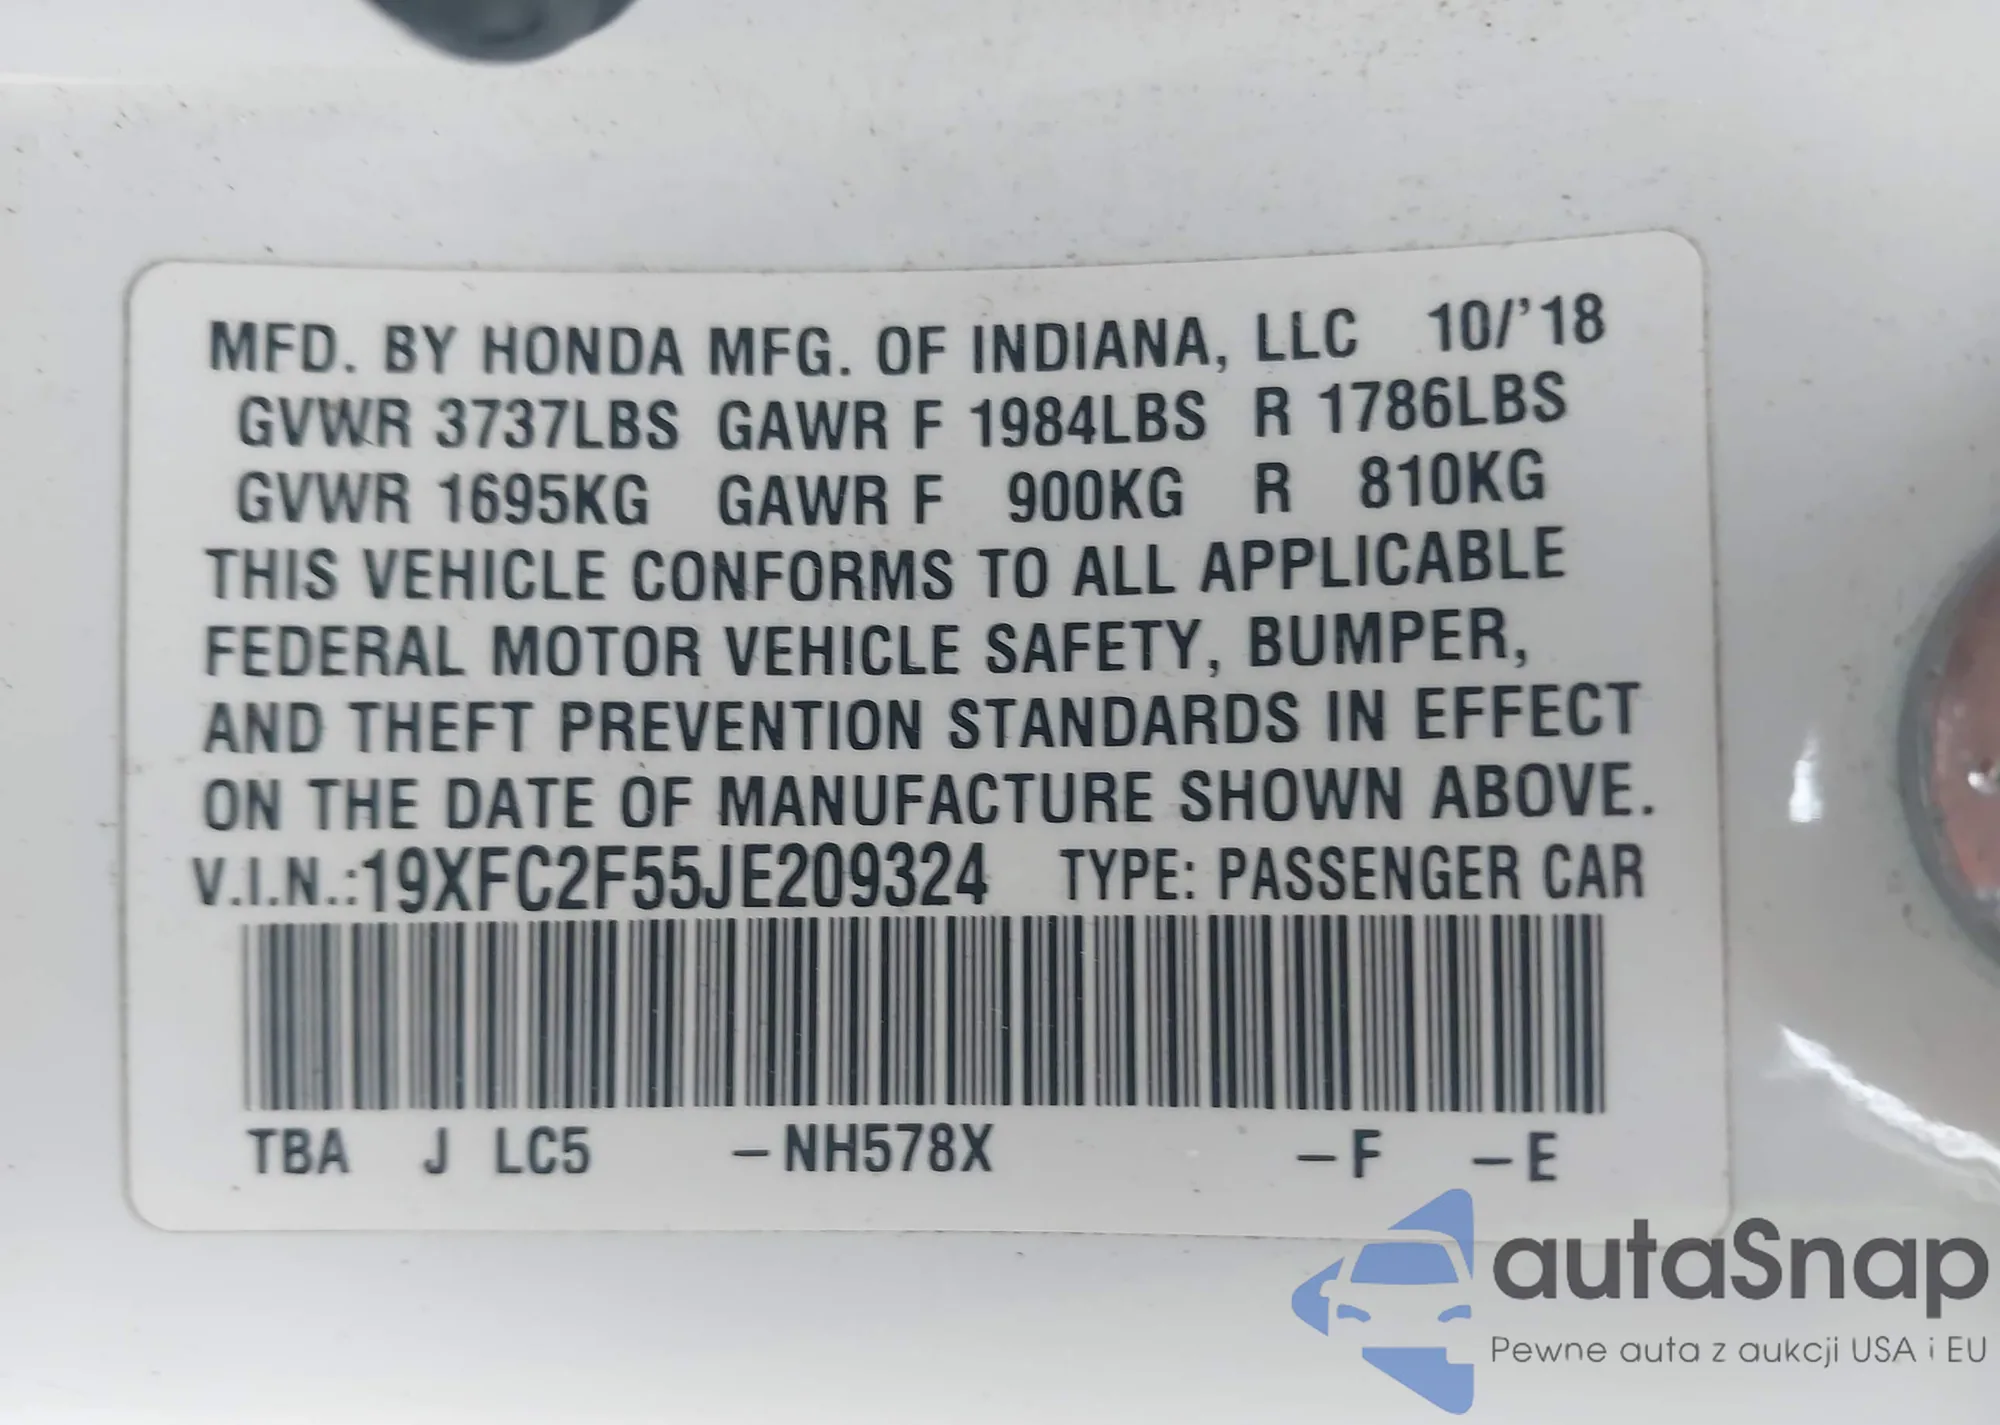 MFD. BY HONDA MFG. OF INDIANA, LLC 10/'18
GVWR 3737LBS GAWR F 1984LBS R 1786LBS
GVWR 1695KG GAWR F 900KG R 810KG
THIS VEHICLE CONFORMS TO ALL APPLICABLE
FEDERAL MOTOR VEHICLE SAFETY, BUMPER,
AND THEFT PREVENTION STANDARDS IN EFFECT
ON THE DATE OF MANUFACTURE SHOWN ABOVE.
V.I.N.:19XFC2F55JE209324 TYPE: PASSENGER CAR
TBA J LC5 –NH578X –F –E
autaSnap
Pewne auta z aukcji USA i EU